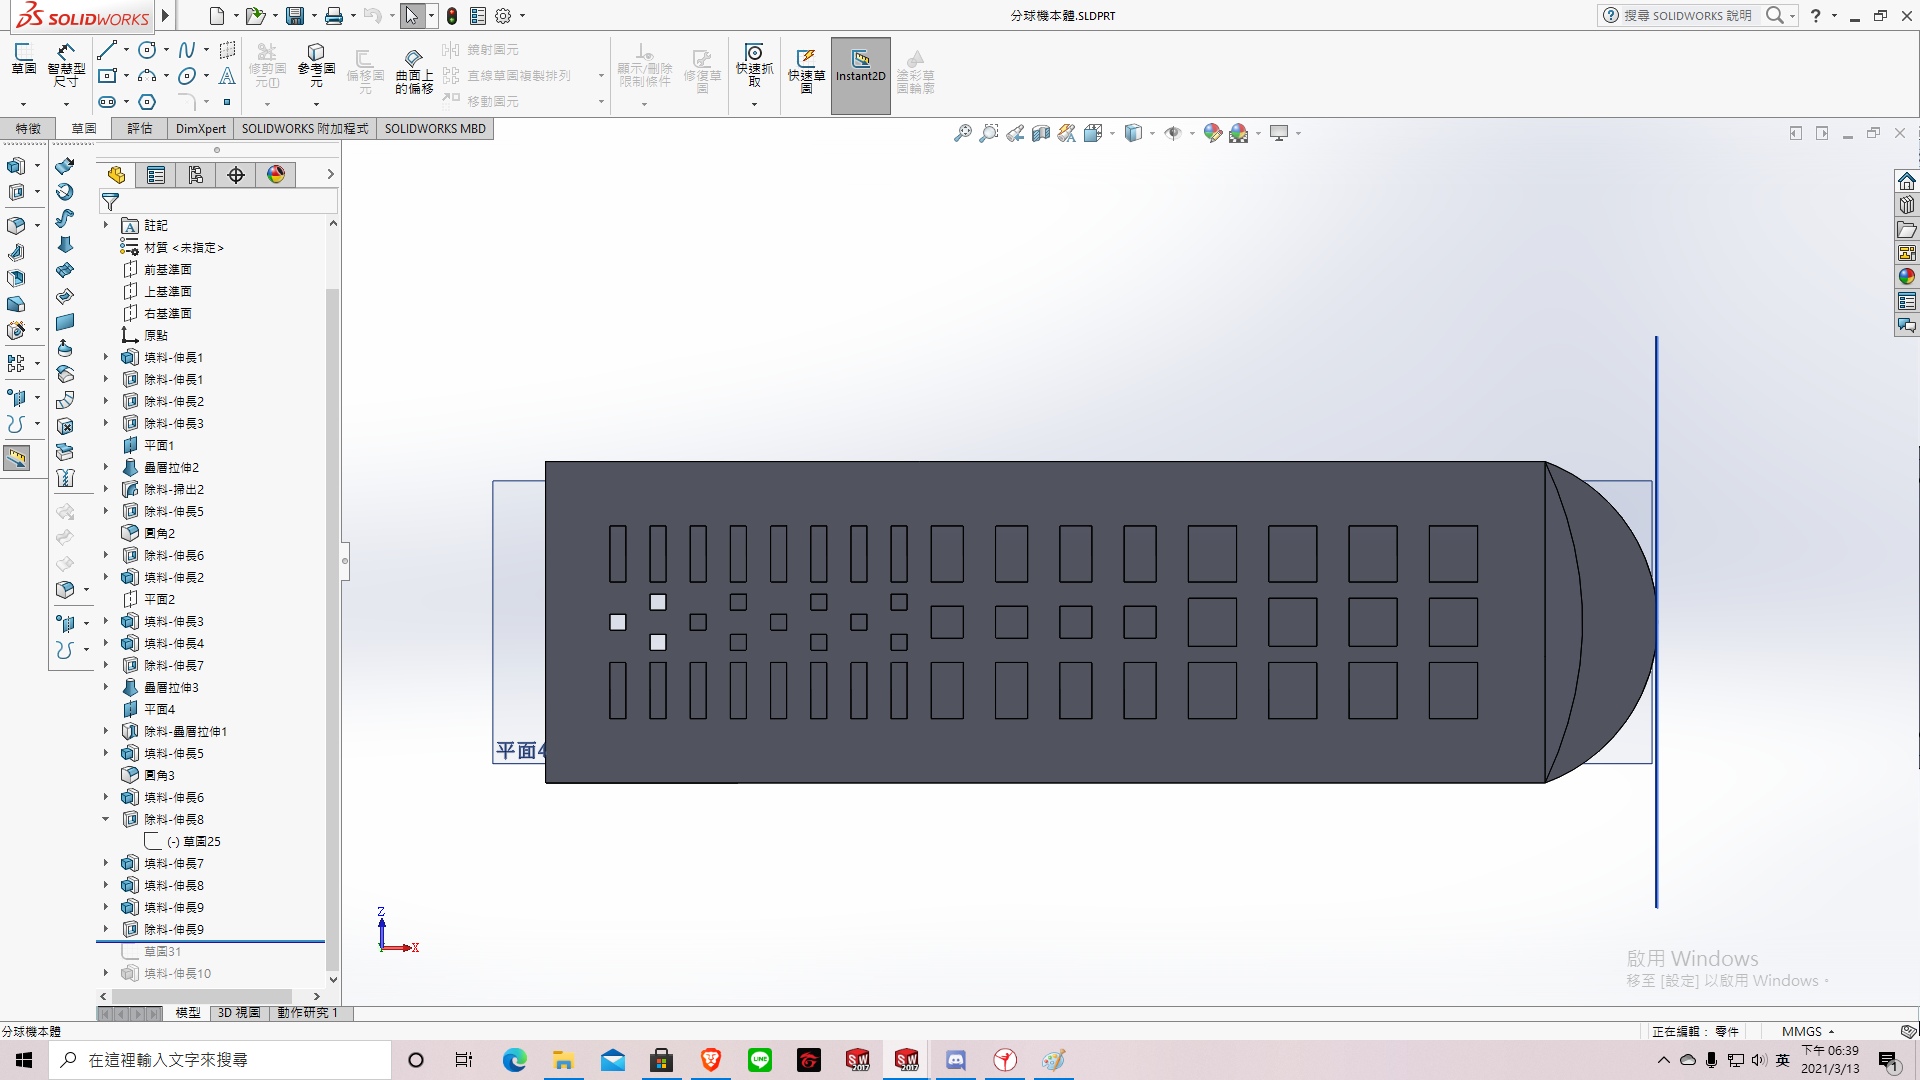 SOLIDWORKS
分球機本體.SLDPRT
搜尋 SOLIDWORKS 說明
草圖
智慧型尺寸
修剪圖元(I)
參考圖元
偏移圖元
曲面上的偏移
鏡射圖元
直線草圖複製排列
移動圖元
顯示/刪除限制條件
修復草圖
快速抓取
快速草圖
Instant2D
塗彩草圖輪廓
特徵
草圖
評估
DimXpert
SOLIDWORKS 附加程式
SOLIDWORKS MBD
註記
材質 <未指定>
前基準面
上基準面
右基準面
原點
填料-伸長1
除料-伸長1
除料-伸長2
除料-伸長3
平面1
疊層拉伸2
除料-掃出2
除料-伸長5
圓角2
除料-伸長6
填料-伸長2
平面2
填料-伸長3
填料-伸長4
除料-伸長7
疊層拉伸3
平面4
除料-疊層拉伸1
填料-伸長5
圓角3
填料-伸長6
除料-伸長8
(-) 草圖25
填料-伸長7
填料-伸長8
填料-伸長9
除料-伸長9
草圖31
填料-伸長10
平面4
Z
X
啟用 Windows
移至 [設定] 以啟用 Windows。
模型
3D 視圖
動作研究 1
分球機本體
正在編輯： 零件
MMGS
在這裡輸入文字來搜尋
LINE
SW 2017
SW 2017
英
下午 06:39
2021/3/13
1